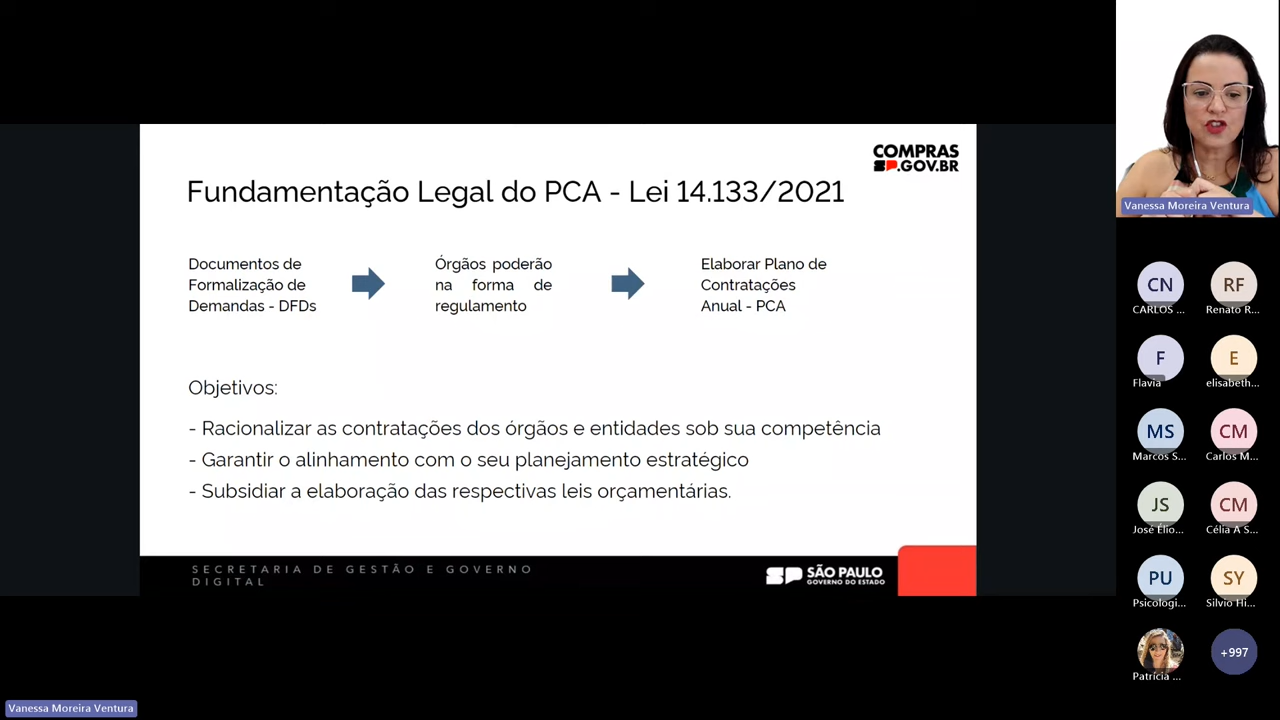 COMPRAS
SP.GOV.BR
Fundamentação Legal do PCA - Lei 14.133/2021
Documentos de
Formalização de
Demandas - DFDs
Órgãos poderão
na forma de
regulamento
Elaborar Plano de
Contratações
Anual - PCA
Objetivos:
- Racionalizar as contratações dos órgãos e entidades sob sua competência
- Garantir o alinhamento com o seu planejamento estratégico
- Subsidiar a elaboração das respectivas leis orçamentárias.
SECRETARIA DE GESTÃO E GOVERNO
DIGITAL
SP SÃO PAULO
GOVERNO DO ESTADO
Vanessa Moreira Ventura
CN RF
CARLOS ... Renato R...
F E
Flavia elisabeth...
MS CM
Marcos S... Carlos M...
JS CM
José Élio... Célia A S...
PU SY
Psicologi... Silvio Hi...
+997
Patrícia ...
Vanessa Moreira Ventura